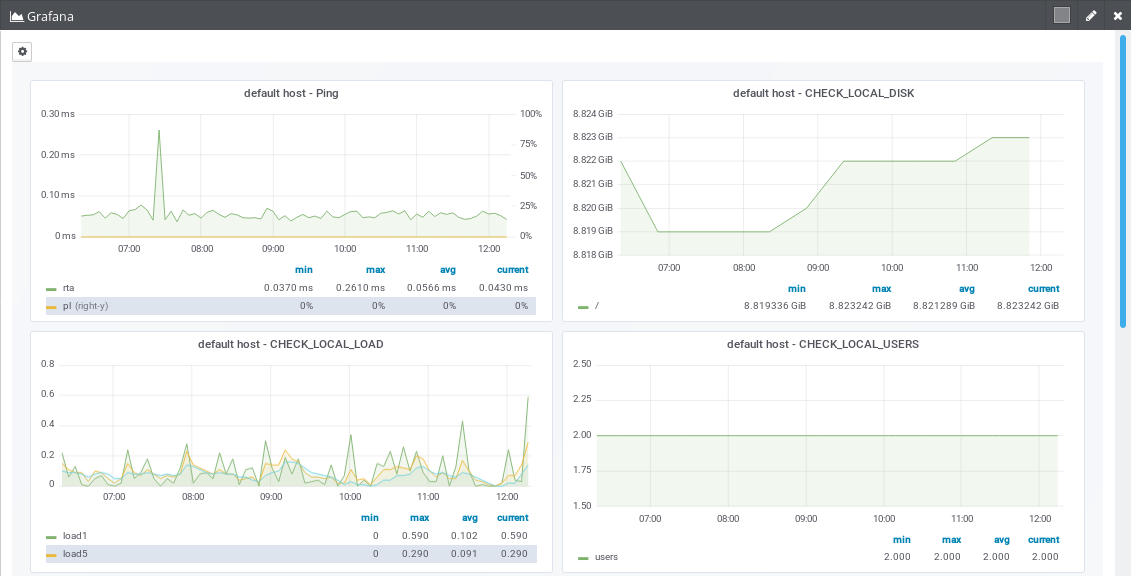 Grafana
default host - Ping
0.30 ms
0.20 ms
0.10 ms
0 ms
100%
75%
50%
25%
0%
07:00 08:00 09:00 10:00 11:00 12:00
min max avg current
rta 0.0370 ms 0.2610 ms 0.0566 ms 0.0430 ms
pl (right-y) 0% 0% 0% 0%
default host - CHECK_LOCAL_DISK
8.824 GiB
8.823 GiB
8.822 GiB
8.821 GiB
8.820 GiB
8.819 GiB
8.818 GiB
07:00 08:00 09:00 10:00 11:00 12:00
min max avg current
/ 8.819336 GiB 8.823242 GiB 8.821289 GiB 8.823242 GiB
default host - CHECK_LOCAL_LOAD
0.8
0.6
0.4
0.2
0
07:00 08:00 09:00 10:00 11:00 12:00
min max avg current
load1 0 0.590 0.102 0.590
load5 0 0.290 0.091 0.290
default host - CHECK_LOCAL_USERS
2.50
2.25
2.00
1.75
1.50
07:00 08:00 09:00 10:00 11:00 12:00
min max avg current
users 2.000 2.000 2.000 2.000